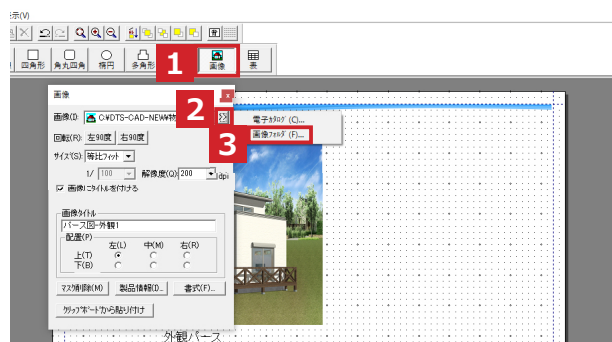 示(V)
四角形 角丸四角 楕円 多角形 画像 表
1
画像
画像(I): C:¥DTS-CAD-NEW¥物
2
電子ｶﾀﾛｸﾞ(C)...
画像ﾌｫﾙﾀﾞ(F)...
3
回転(R): 左90度 右90度
ｻｲｽﾞ(S): 等比ﾌｨｯﾄ
1/ 100 解像度(Q): 200 dpi
画像にﾀｲﾄﾙを付ける
画像ﾀｲﾄﾙ
パース図-外観1
配置(P)
左(L) 中(M) 右(R)
上(T)
下(B)
ﾏｽｸ削除(M) 製品情報(D... 書式(F)...
ｸﾘｯﾌﾟﾎﾞｰﾄﾞから貼り付け
外観パース